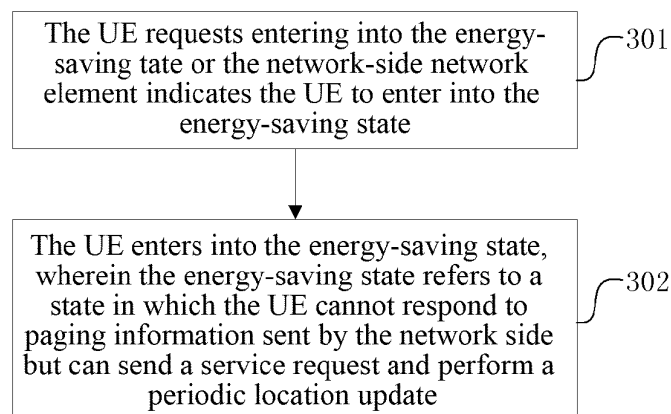 The UE requests entering into the energy-
saving tate or the network-side network
element indicates the UE to enter into the
energy-saving state
301
The UE enters into the energy-saving state,
wherein the energy-saving state refers to a
state in which the UE cannot respond to
paging information sent by the network side
but can send a service request and perform a
periodic location update
302